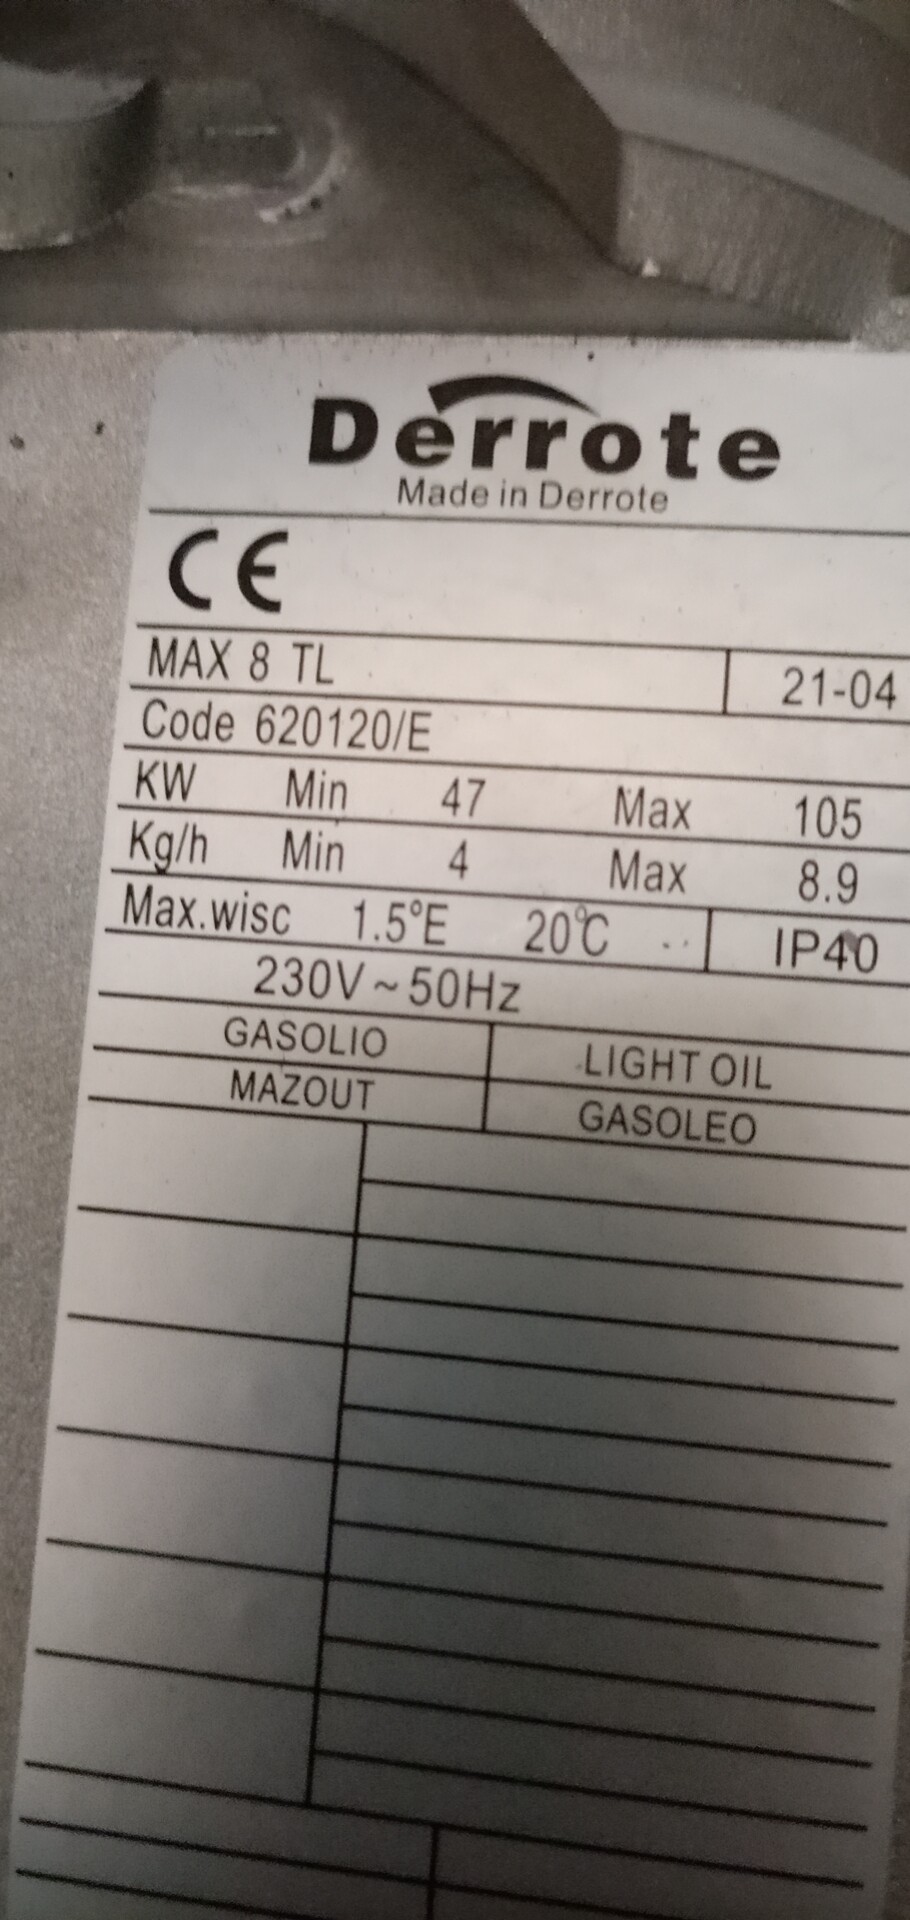 Derrote
Made in Derrote
CE
MAX 8 TL 21-04
Code 620120/E
KW Min 47 Max 105
Kg/h Min 4 Max 8.9
Max.wisc 1.5°E 20°C IP40
230V~50Hz
GASOLIO LIGHT OIL
MAZOUT GASOLEO